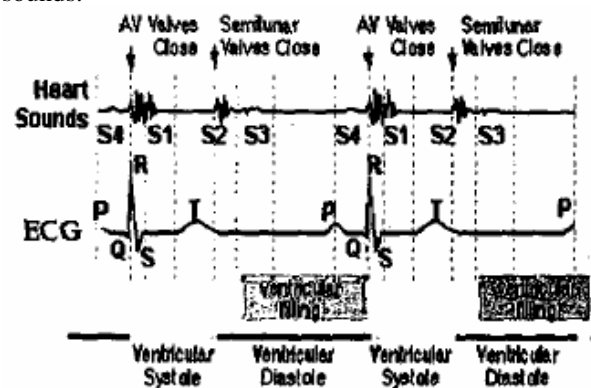 sounds.
AV Valves Close
Semilunar Valves Close
AV Valves Close
Semilunar Valves Close
Heart Sounds
S4 S1 S2 S3 S4 S1 S2 S3
R R
P T P T P
ECG
Q S Q S
Ventricular filling
Ventricular filling
Ventricular Systole
Ventricular Diastole
Ventricular Systole
Ventricular Diastole